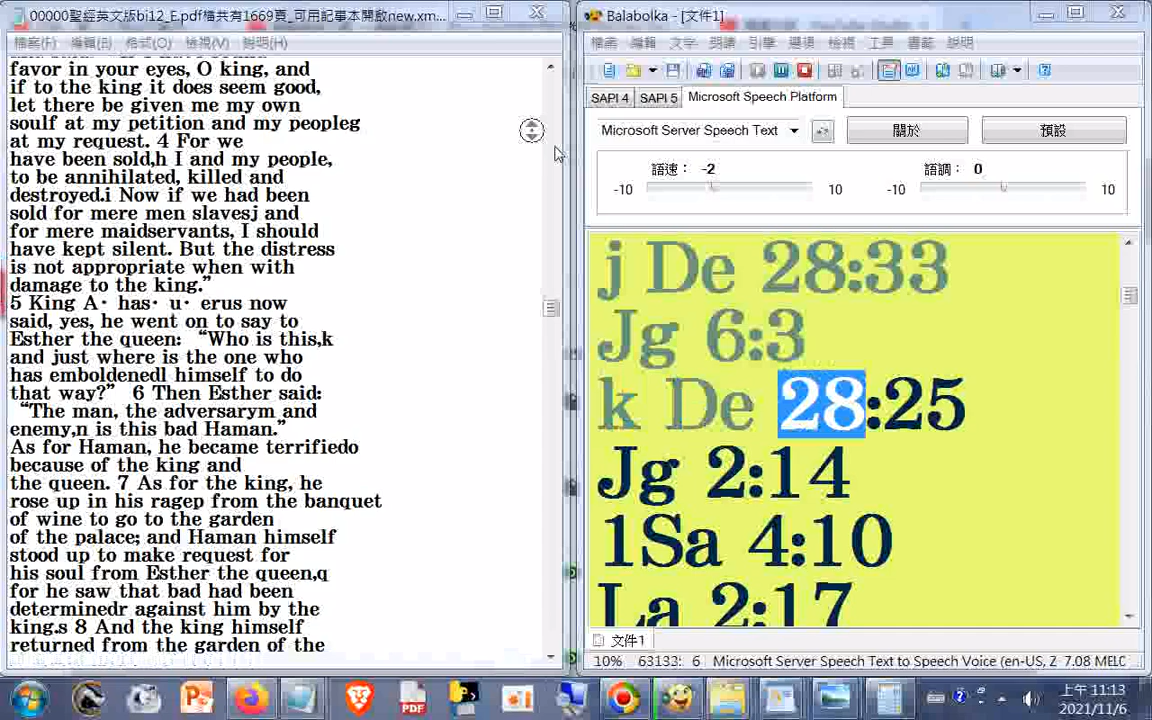 00000聖經英文版bi12_E.pdf檔共有1669頁_可用記事本開啟new.xm...
檔案(F) 編輯(E) 格式(O) 檢視(V) 說明(H)
favor in your eyes, O king, and
if to the king it does seem good,
let there be given me my own
soulf at my petition and my peopleg
at my request. 4 For we
have been sold,h I and my people,
to be annihilated, killed and
destroyed.i Now if we had been
sold for mere men slavesj and
for mere maidservants, I should
have kept silent. But the distress
is not appropriate when with
damage to the king.”
5 King A· has· u· erus now
said, yes, he went on to say to
Esther the queen: “Who is this,k
and just where is the one who
has emboldenedl himself to do
that way?” 6 Then Esther said:
“The man, the adversarym and
enemy,n is this bad Haman.”
As for Haman, he became terrifiedo
because of the king and
the queen. 7 As for the king, he
rose up in his ragep from the banquet
of wine to go to the garden
of the palace; and Haman himself
stood up to make request for
his soul from Esther the queen,q
for he saw that bad had been
determinedr against him by the
king.s 8 And the king himself
returned from the garden of the
Balabolka - [文件1]
檔案 編輯 文字 朗讀 引擎 選項 檢視 工具 書籤 說明
SAPI 4 SAPI 5 Microsoft Speech Platform
Microsoft Server Speech Text 關於 預設
語速： -2 語調： 0
-10 10 -10 10
j De 28:33
Jg 6:3
k De 28:25
Jg 2:14
1Sa 4:10
La 2:17
文件1
10% 63133: 6 Microsoft Server Speech Text to Speech Voice (en-US, Z 7.08 MELC
上午 11:13
2021/11/6